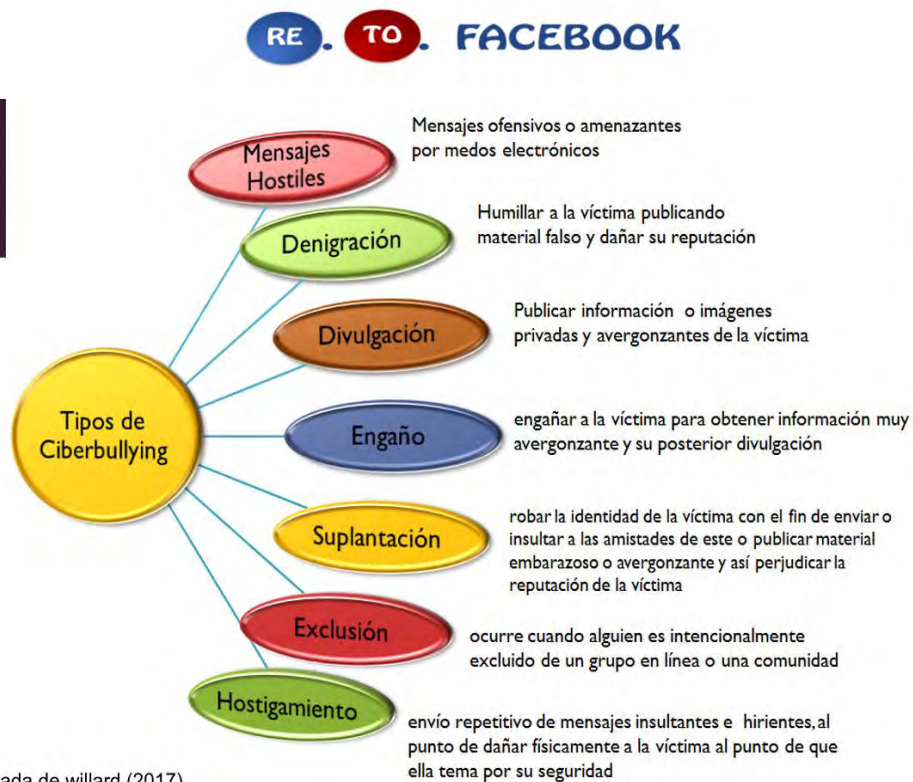 RE. TO. FACEBOOK
Mensajes
Hostiles
Mensajes ofensivos o amenazantes
por medos electrónicos
Denigración
Humillar a la víctima publicando
material falso y dañar su reputación
Divulgación
Publicar información o imágenes
privadas y avergonzantes de la víctima
Tipos de
Ciberbullying
Engaño
engañar a la víctima para obtener información muy
avergonzante y su posterior divulgación
Suplantación
robar la identidad de la víctima con el fin de enviar o
insultar a las amistades de este o publicar material
embarazoso o avergonzante y así perjudicar la
reputación de la víctima
Exclusión
ocurre cuando alguien es intencionalmente
excluido de un grupo en línea o una comunidad
Hostigamiento
envío repetitivo de mensajes insultantes e hirientes, al
punto de dañar físicamente a la víctima al punto de que
ella tema por su seguridad
de willard (2017)